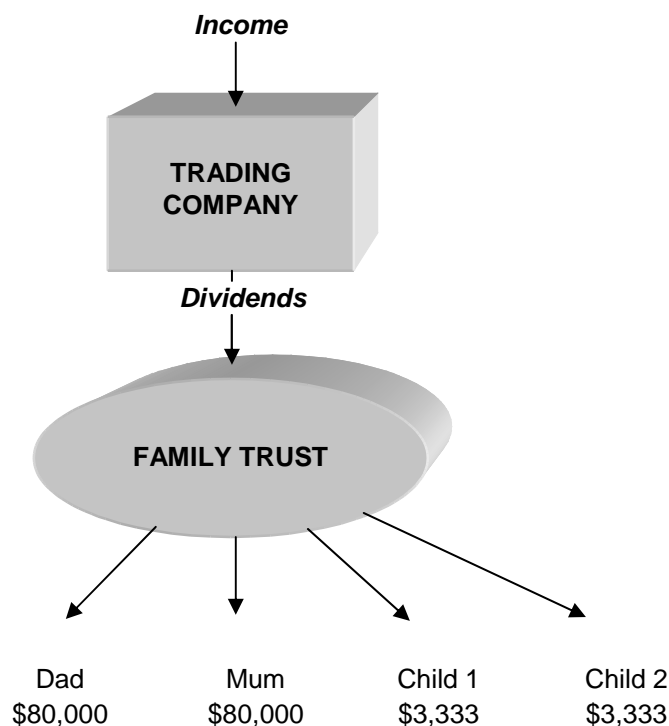 Income
TRADING
COMPANY
Dividends
FAMILY TRUST
Dad Mum Child 1 Child 2
$80,000 $80,000 $3,333 $3,333